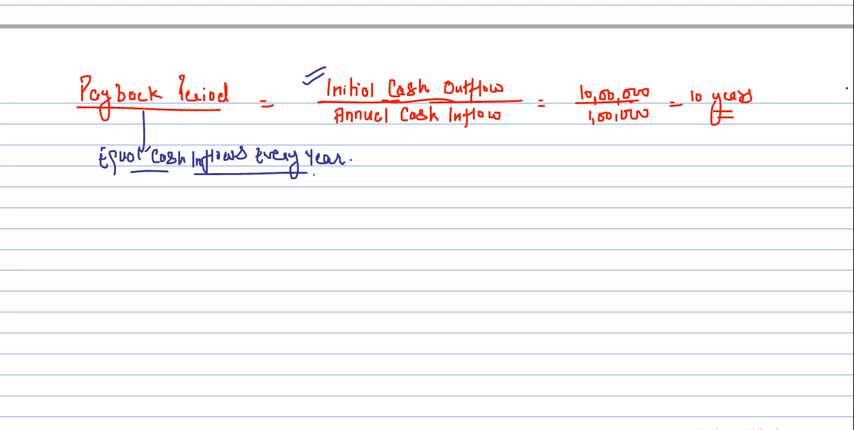 Payback Period = Initial Cash Outflow / Annual Cash Inflow = 10,00,000 / 1,00,000 = 10 years
Equal Cash Inflows Every Year.